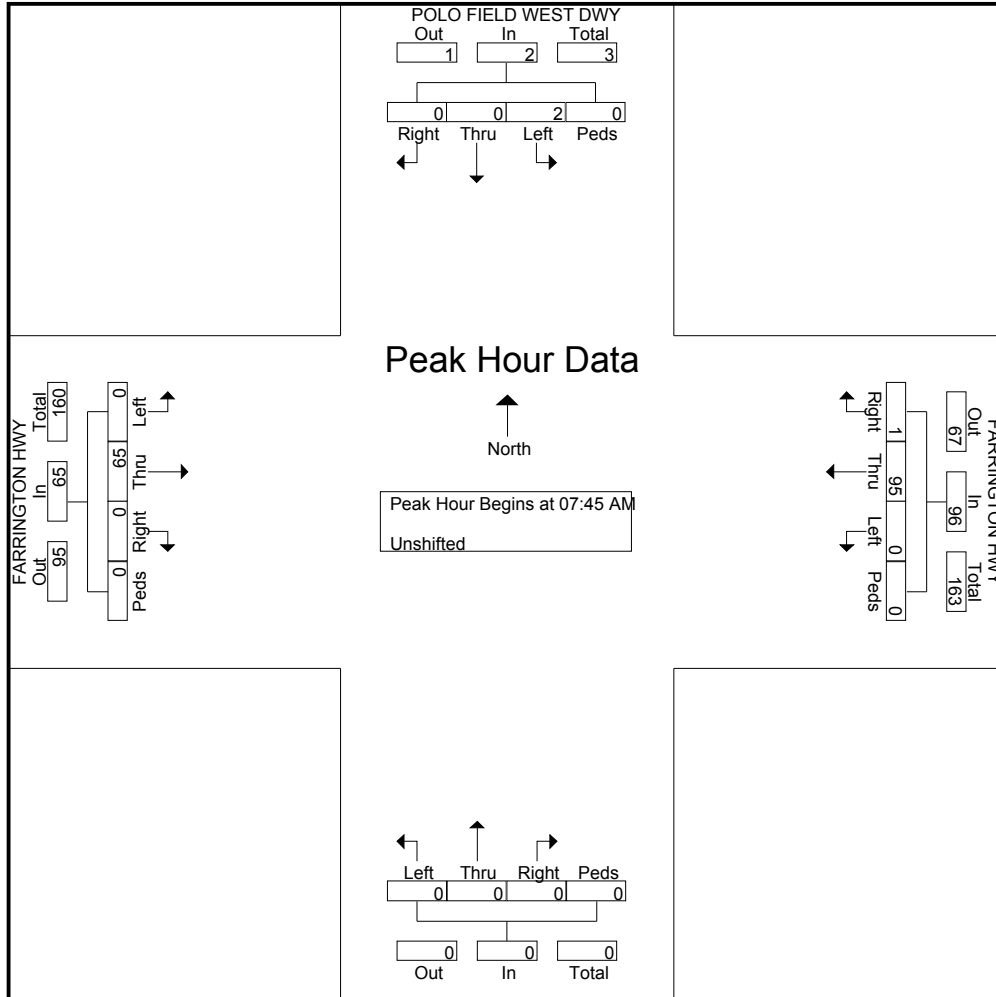 POLO FIELD WEST DWY
Out In Total
1 2 3
0 0 2 0
Right Thru Left Peds
Peak Hour Data
North
Peak Hour Begins at 07:45 AM
Unshifted
FARRINGTON HWY
Total In Out
160 65 95
0 65 0 0
Left Thru Right Peds
FARRINGTON HWY
Out In Total
67 96 163
1 95 0 0
Right Thru Left Peds
Left Thru Right Peds
0 0 0 0
0 0 0
Out In Total